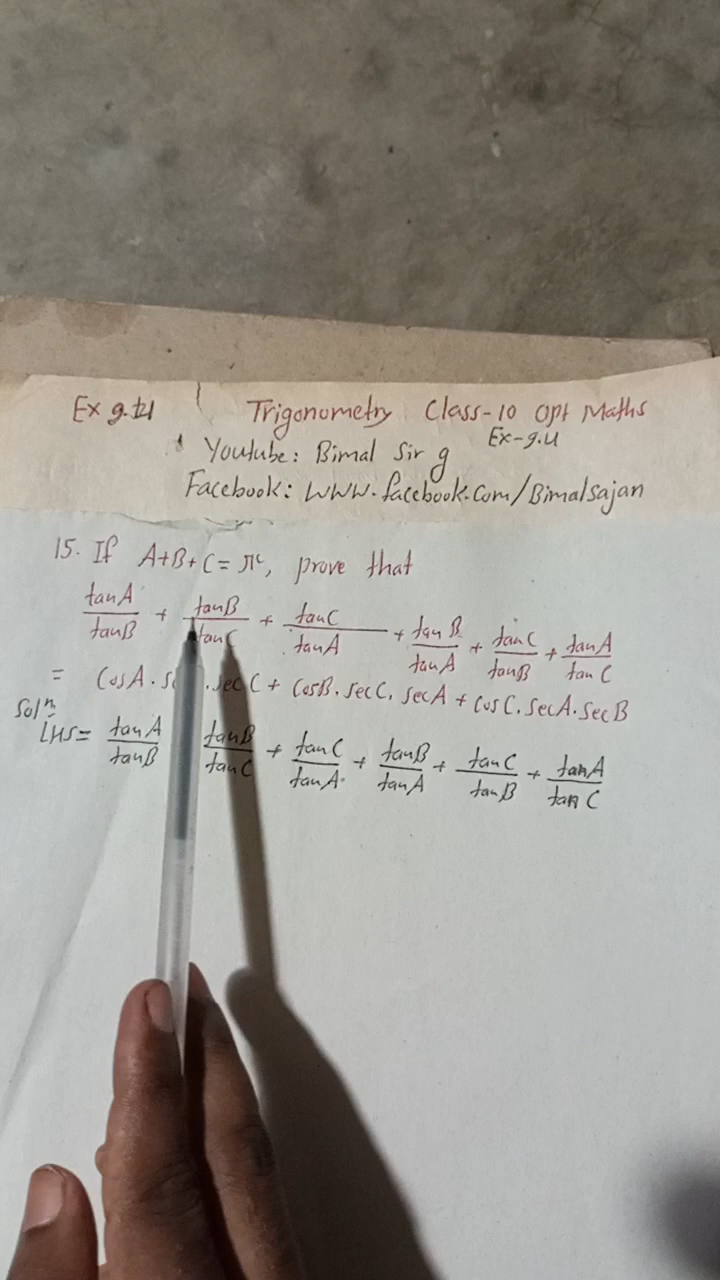 Ex 9.4 Trigonometry Class-10 Opt Maths
Ex-9.4
Youtube: Bimal Sir g
Facebook: WWW.facebook.Com/Bimalsajan
15. If A+B+C = πᶜ, prove that
tanA/tanB + tanB/tanC + tanC/tanA + tanB/tanA + tanC/tanB + tanA/tanC
= CosA . sec C + CosB. secC. secA + CosC. secA. SecB
Solⁿ
LHS = tanA/tanB tanB/tanC + tanC/tanA + tanB/tanA + tanC/tanB + tanA/tanC